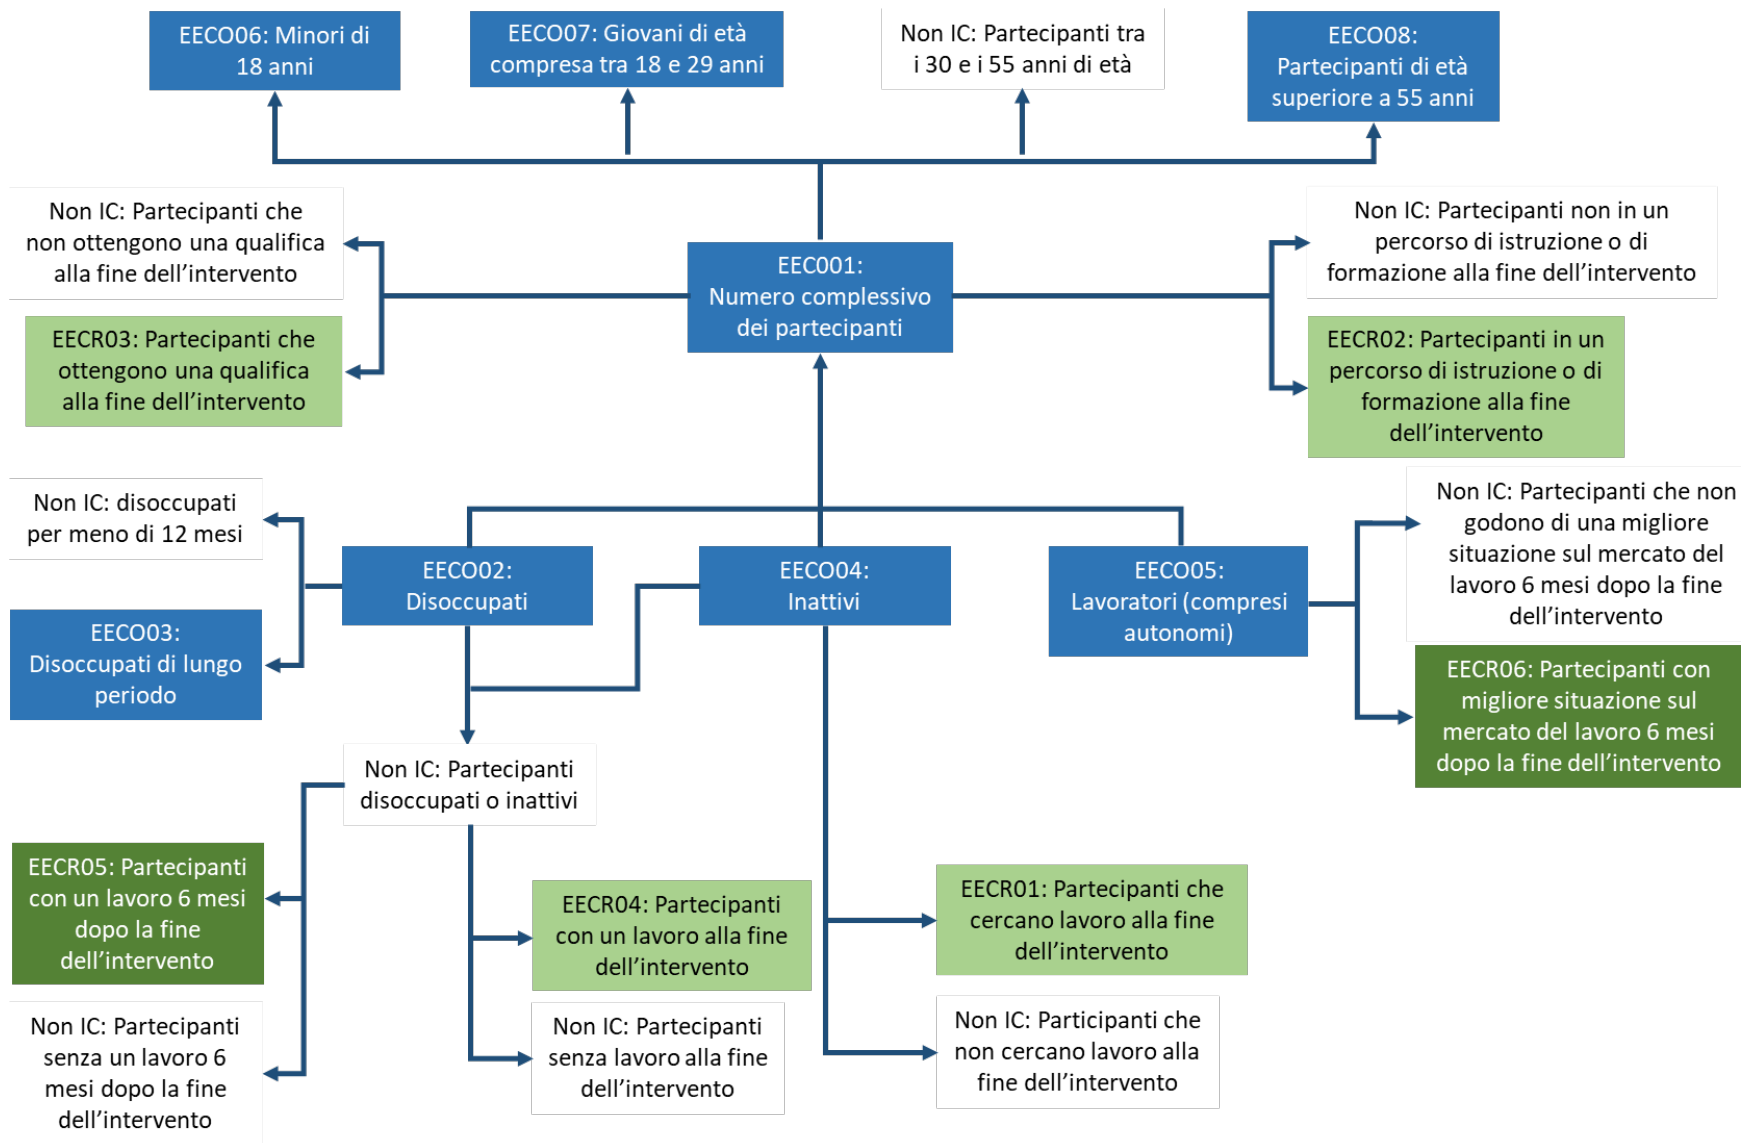 EECO06: Minori di
18 anni
EECO07: Giovani di età
compresa tra 18 e 29 anni
Non IC: Partecipanti tra
i 30 e i 55 anni di età
EECO08:
Partecipanti di età
superiore a 55 anni
Non IC: Partecipanti che
non ottengono una qualifica
alla fine dell'intervento
EEC001:
Numero complessivo
dei partecipanti
Non IC: Partecipanti non in un
percorso di istruzione o di
formazione alla fine dell'intervento
EECR03: Partecipanti che
ottengono una qualifica
alla fine dell'intervento
EECR02: Partecipanti in un
percorso di istruzione o di
formazione alla fine
dell'intervento
Non IC: disoccupati
per meno di 12 mesi
EECO02:
Disoccupati
EECO04:
Inattivi
EECO05:
Lavoratori (compresi
autonomi)
Non IC: Partecipanti che non
godono di una migliore
situazione sul mercato del
lavoro 6 mesi dopo la fine
dell'intervento
EECO03:
Disoccupati di lungo
periodo
EECR06: Partecipanti con
migliore situazione sul
mercato del lavoro 6 mesi
dopo la fine dell'intervento
Non IC: Partecipanti
disoccupati o inattivi
EECR05: Partecipanti
con un lavoro 6 mesi
dopo la fine
dell'intervento
EECR04: Partecipanti
con un lavoro alla fine
dell'intervento
EECR01: Partecipanti che
cercano lavoro alla fine
dell'intervento
Non IC: Partecipanti
senza un lavoro 6
mesi dopo la fine
dell'intervento
Non IC: Partecipanti
senza lavoro alla fine
dell'intervento
Non IC: Participanti che
non cercano lavoro alla
fine dell'intervento